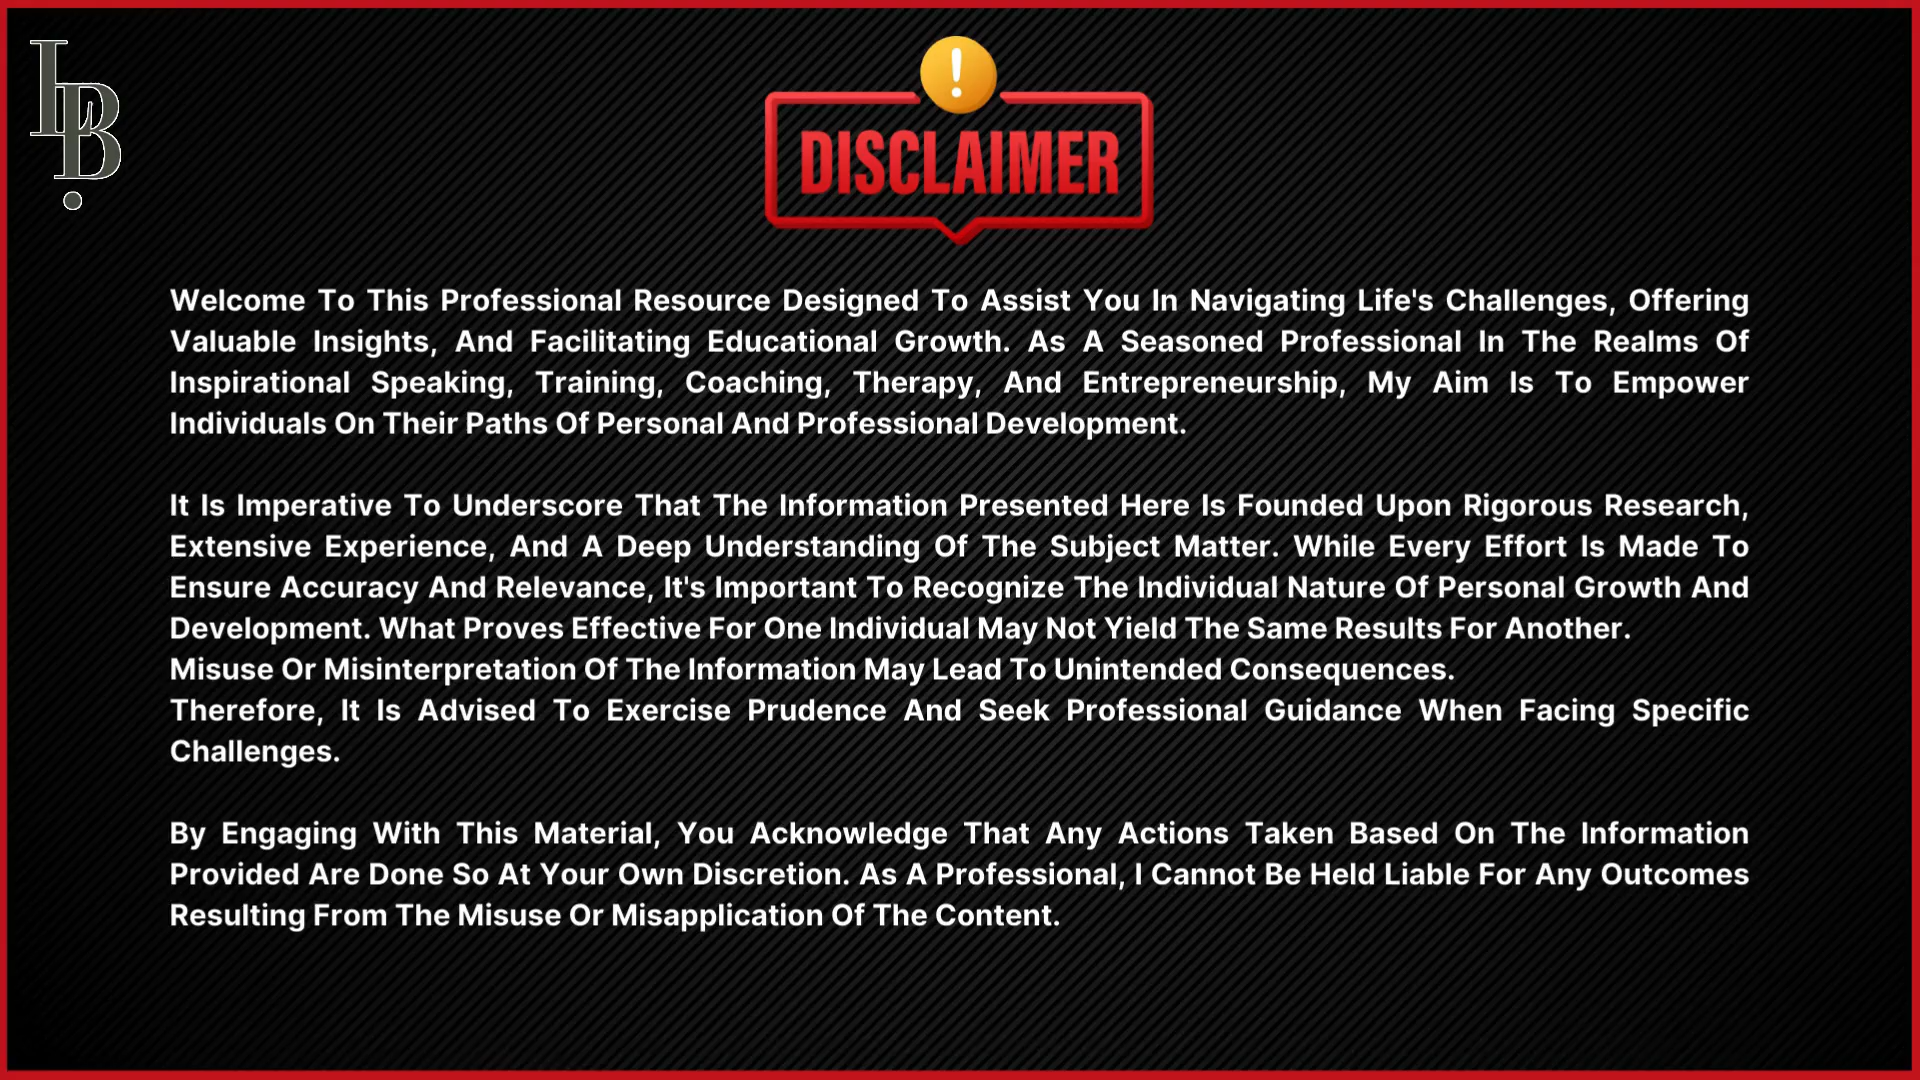 LB
!
DISCLAIMER
Welcome To This Professional Resource Designed To Assist You In Navigating Life's Challenges, Offering
Valuable Insights, And Facilitating Educational Growth. As A Seasoned Professional In The Realms Of
Inspirational Speaking, Training, Coaching, Therapy, And Entrepreneurship, My Aim Is To Empower
Individuals On Their Paths Of Personal And Professional Development.
It Is Imperative To Underscore That The Information Presented Here Is Founded Upon Rigorous Research,
Extensive Experience, And A Deep Understanding Of The Subject Matter. While Every Effort Is Made To
Ensure Accuracy And Relevance, It's Important To Recognize The Individual Nature Of Personal Growth And
Development. What Proves Effective For One Individual May Not Yield The Same Results For Another.
Misuse Or Misinterpretation Of The Information May Lead To Unintended Consequences.
Therefore, It Is Advised To Exercise Prudence And Seek Professional Guidance When Facing Specific
Challenges.
By Engaging With This Material, You Acknowledge That Any Actions Taken Based On The Information
Provided Are Done So At Your Own Discretion. As A Professional, I Cannot Be Held Liable For Any Outcomes
Resulting From The Misuse Or Misapplication Of The Content.